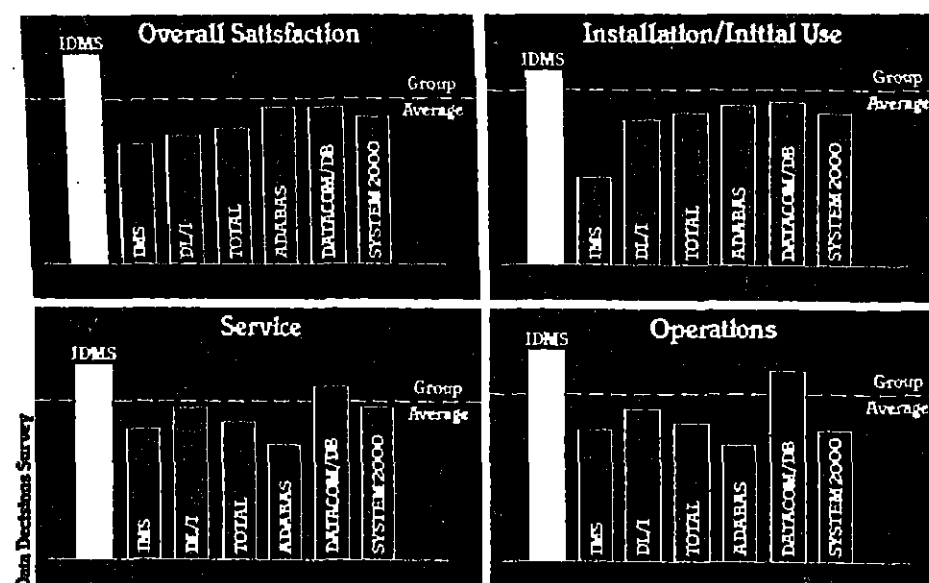 Overall Satisfaction
IDMS
Group
Average
IMS
DL/I
TOTAL
ADABAS
DATACOM/DB
SYSTEM 2000
Installation/Initial Use
IDMS
Group
Average
IMS
DL/I
TOTAL
ADABAS
DATACOM/DB
SYSTEM 2000
Service
IDMS
Group
Average
IMS
DL/I
TOTAL
ADABAS
DATACOM/DB
SYSTEM 2000
Operations
IDMS
Group
Average
IMS
DL/I
TOTAL
ADABAS
DATACOM/DB
SYSTEM 2000
Data Decisions Survey